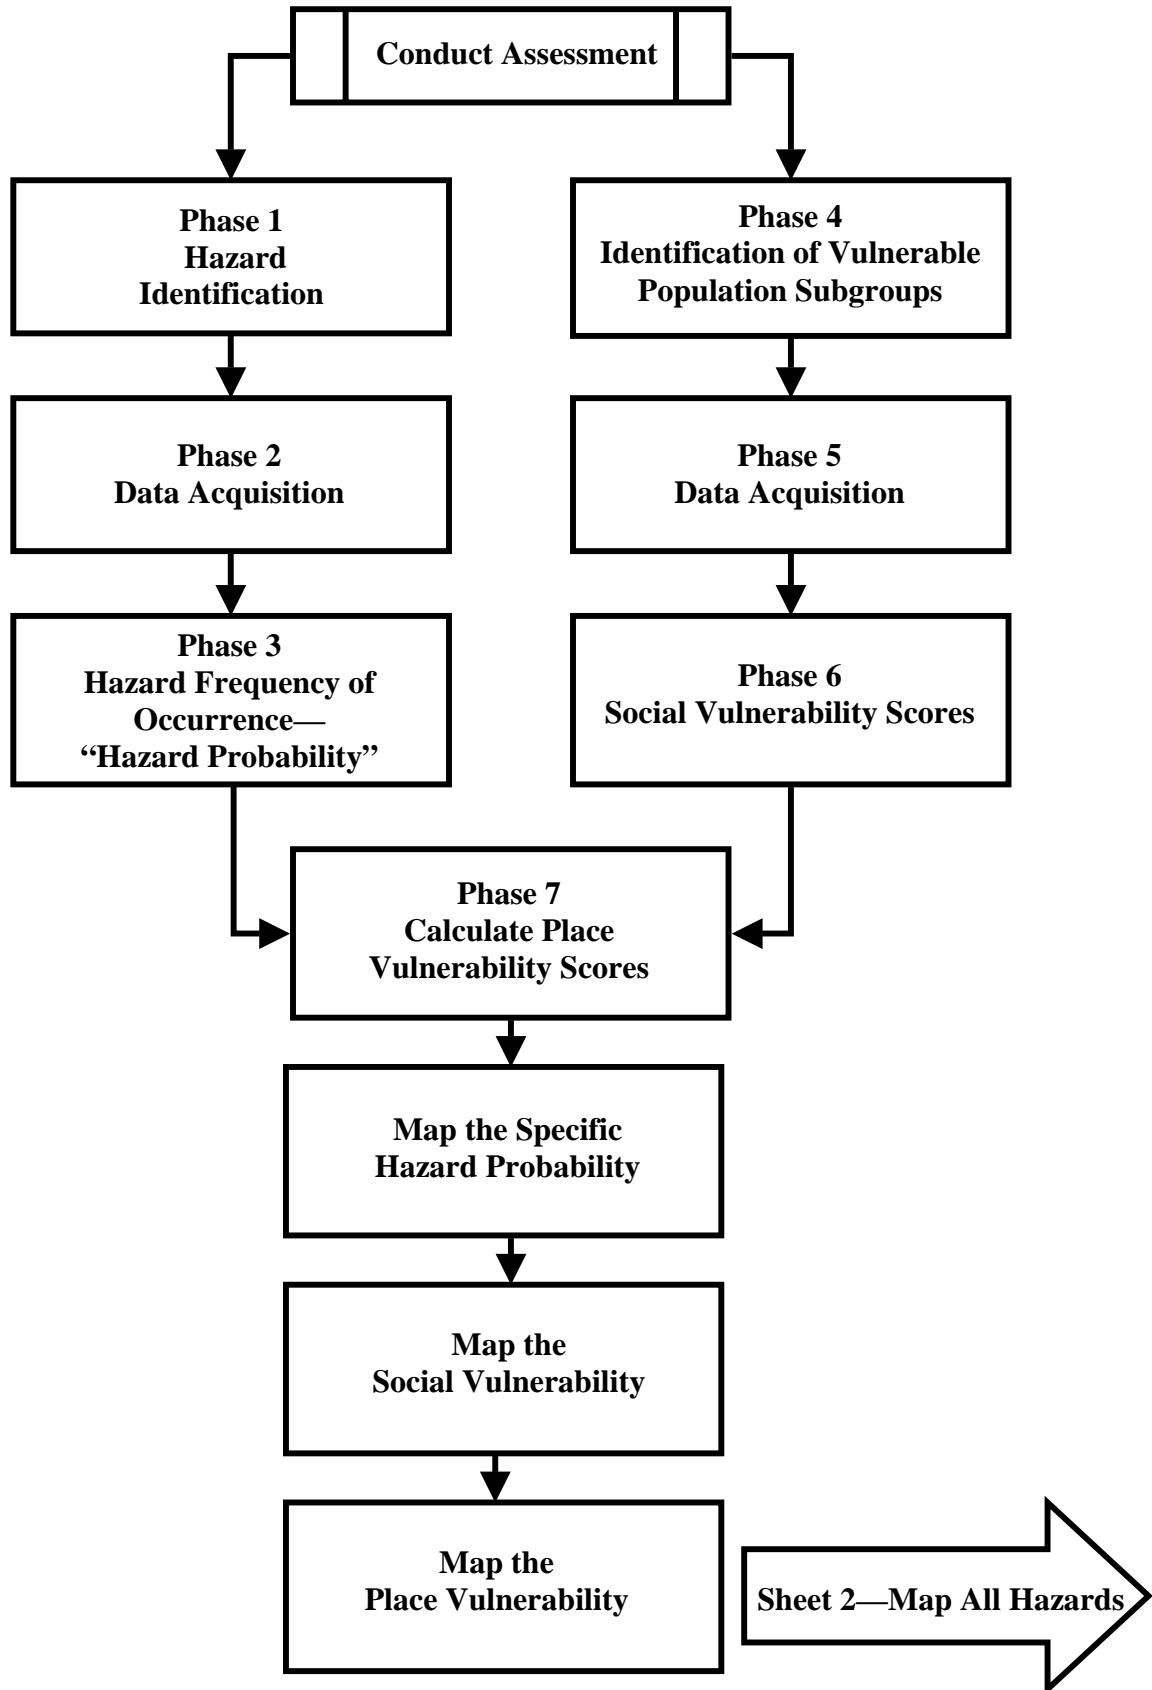 Conduct Assessment
Phase 1
Hazard
Identification
Phase 4
Identification of Vulnerable
Population Subgroups
Phase 2
Data Acquisition
Phase 5
Data Acquisition
Phase 3
Hazard Frequency of
Occurrence—
“Hazard Probability”
Phase 6
Social Vulnerability Scores
Phase 7
Calculate Place
Vulnerability Scores
Map the Specific
Hazard Probability
Map the
Social Vulnerability
Map the
Place Vulnerability
Sheet 2—Map All Hazards